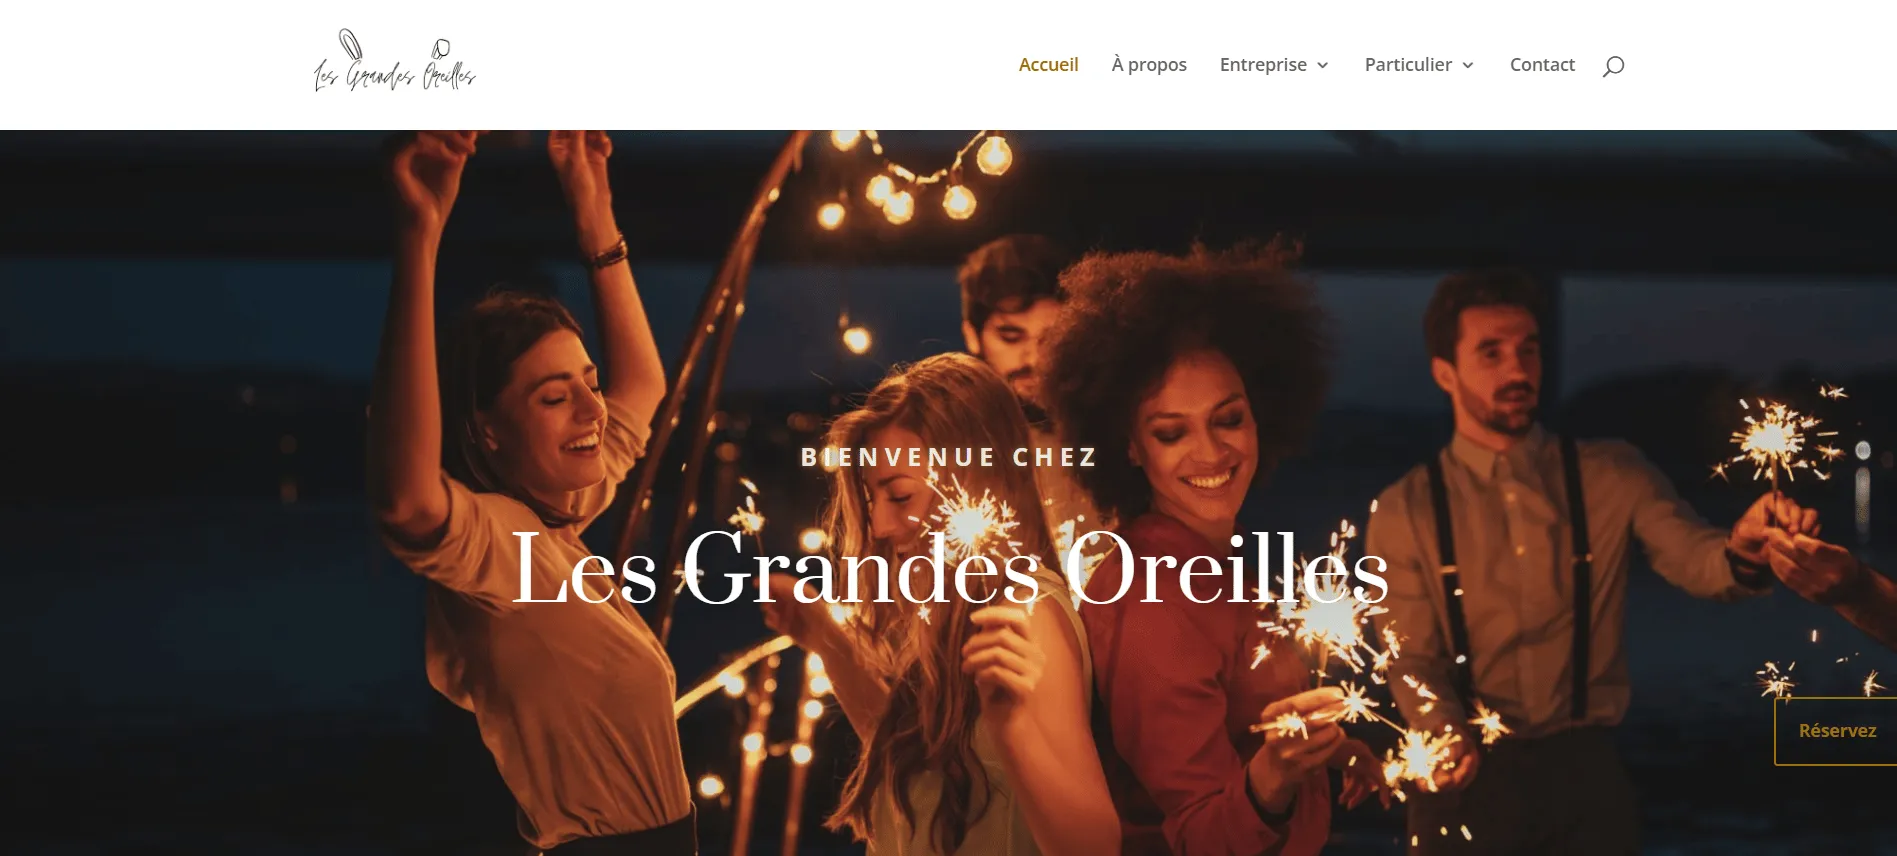 Les Grandes Oreilles
Accueil À propos Entreprise Particulier Contact
BIENVENUE CHEZ
Les Grandes Oreilles
Réservez